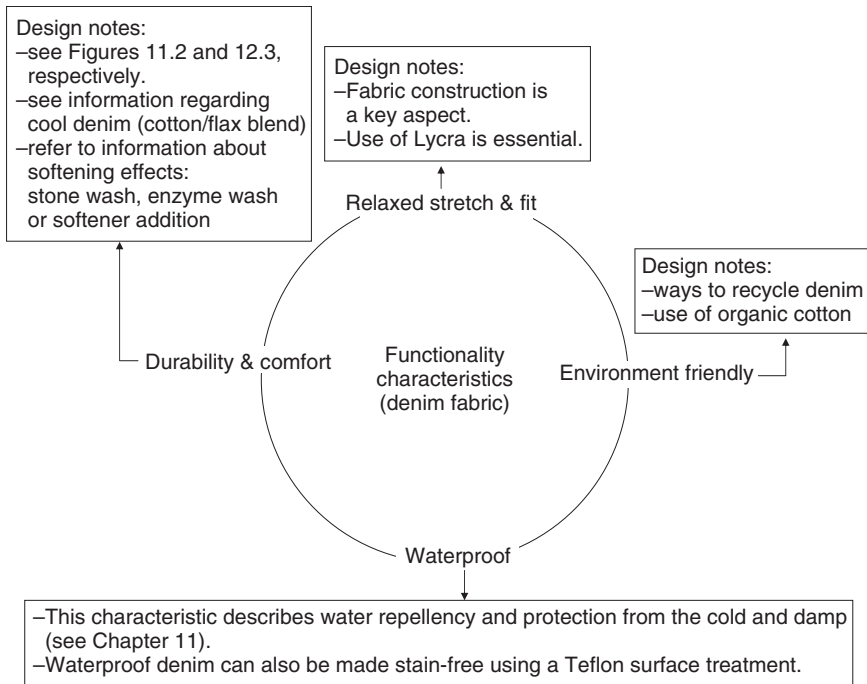 Design notes:
–see Figures 11.2 and 12.3,
respectively.
–see information regarding
cool denim (cotton/flax blend)
–refer to information about
softening effects:
stone wash, enzyme wash
or softener addition
Design notes:
–Fabric construction is
a key aspect.
–Use of Lycra is essential.
Relaxed stretch & fit
Design notes:
–ways to recycle denim
–use of organic cotton
Durability & comfort
Functionality
characteristics
(denim fabric)
Environment friendly
Waterproof
–This characteristic describes water repellency and protection from the cold and damp
(see Chapter 11).
–Waterproof denim can also be made stain-free using a Teflon surface treatment.